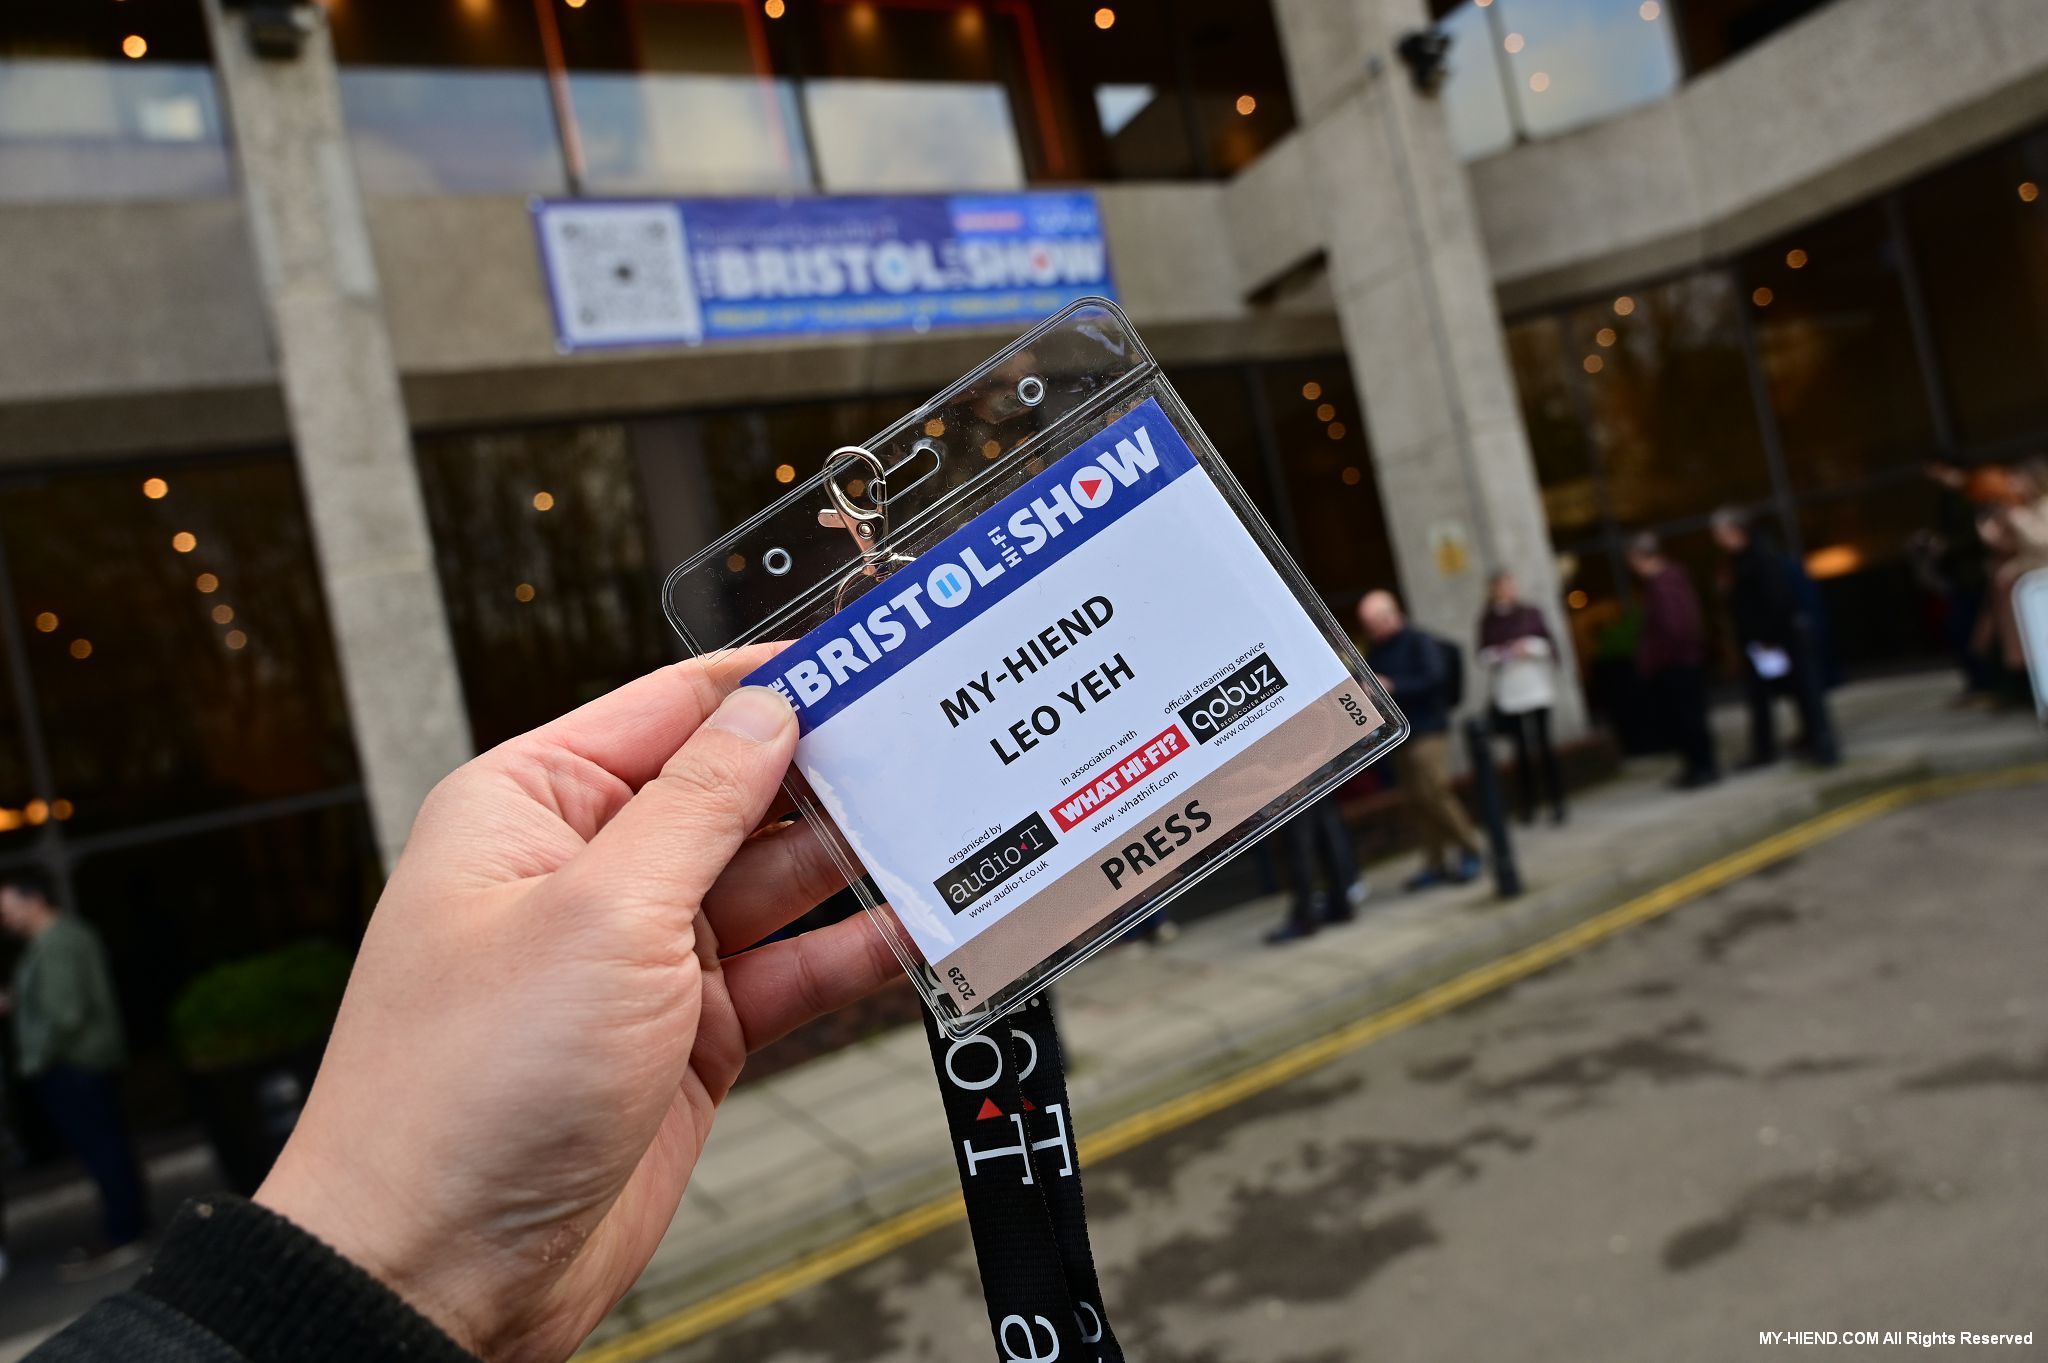 THE BRISTOL HI-FI SHOW
THE BRISTOL HI-FI SHOW
MY-HIEND
LEO YEH
organised by
audio T
www.audio-t.co.uk
in association with
WHAT HI-FI?
www.whathifi.com
official streaming service
qobuz
REDISCOVER MUSIC
www.qobuz.com
PRESS
2029
2029
o T
T
a
a
MY-HIEND.COM All Rights Reserved